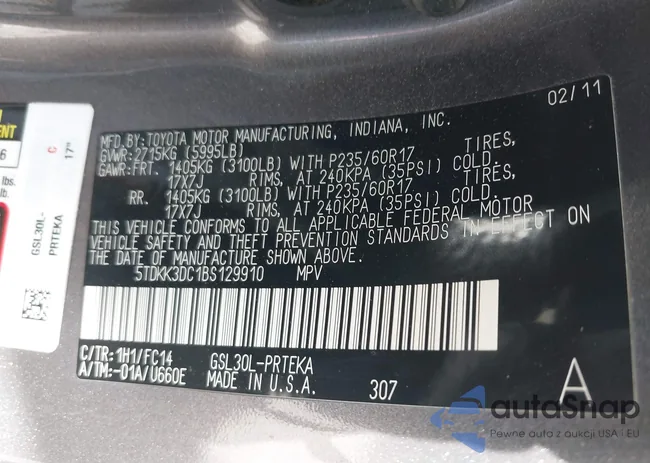 02/11
MFD.BY:TOYOTA MOTOR MANUFACTURING, INDIANA, INC.
GVWR:2715KG (5995LB)
GAWR:FRT. 1405KG (3100LB) WITH P235/60R17 TIRES,
17X7J RIMS, AT 240KPA (35PSI) COLD.
RR. 1405KG (3100LB) WITH P235/60R17 TIRES,
17X7J RIMS, AT 240KPA (35PSI) COLD.
THIS VEHICLE CONFORMS TO ALL APPLICABLE FEDERAL MOTOR
VEHICLE SAFETY AND THEFT PREVENTION STANDARDS IN EFFECT ON
THE DATE OF MANUFACTURE SHOWN ABOVE.
5TDKK3DC1BS129910 MPV
C/TR:1H1/FC14 GSL30L-PRTEKA
A/TM:-01A/U660E MADE IN U.S.A. 307 A
C
17"
GSL30L-
PRTEKA
lbs.
lb.
autoSnap
Pewne auto z aukcji USA i EU